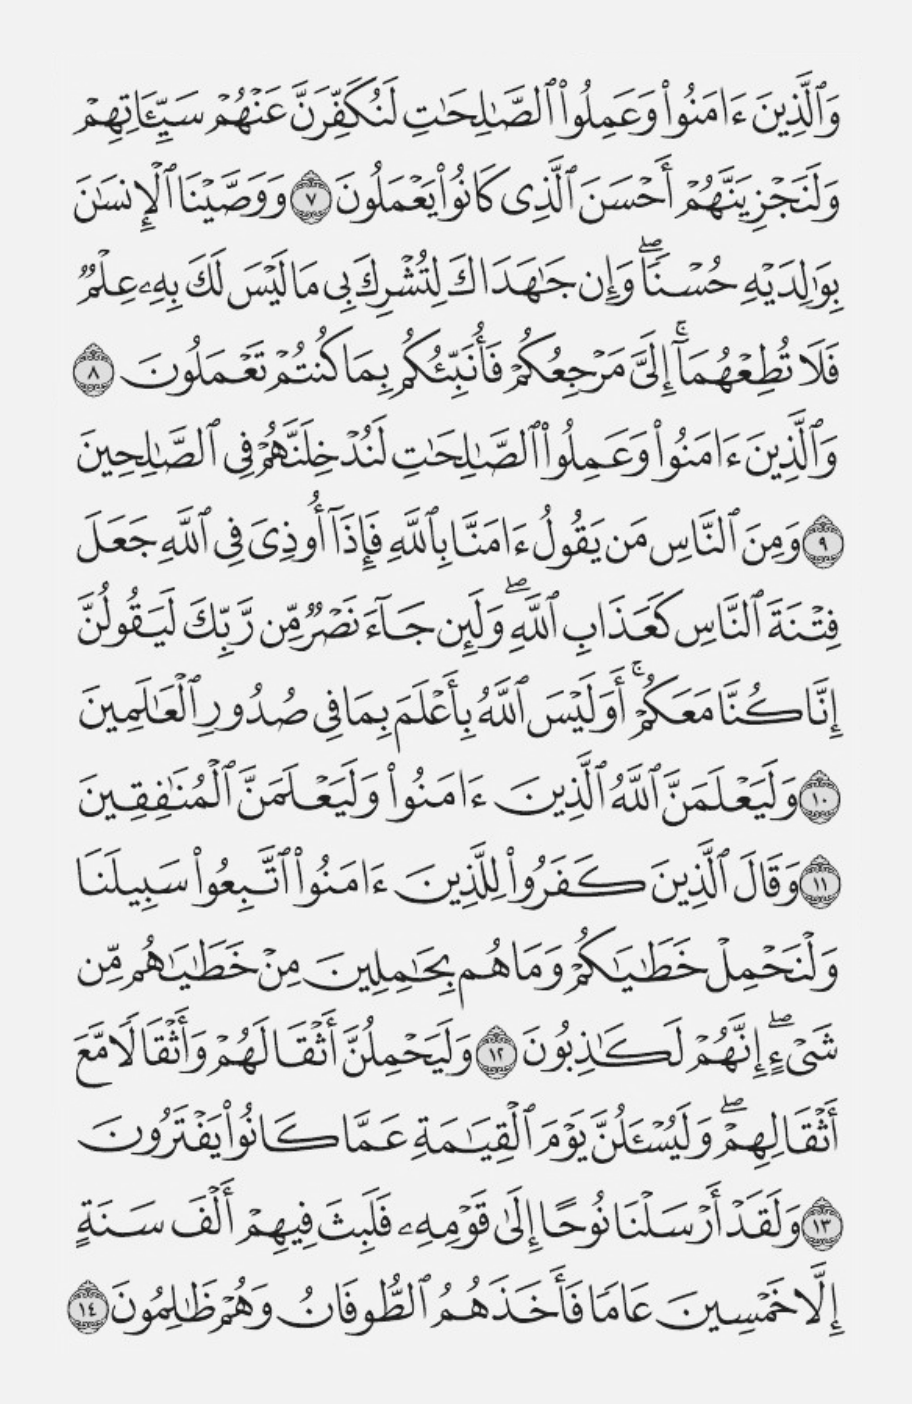 وَٱلَّذِينَ ءَامَنُوا۟ وَعَمِلُوا۟ ٱلصَّـٰلِحَـٰتِ لَنُكَفِّرَنَّ عَنْهُمْ سَيِّـَٔاتِهِمْ
وَلَنَجْزِيَنَّهُمْ أَحْسَنَ ٱلَّذِى كَانُوا۟ يَعْمَلُونَ ٧ وَوَصَّيْنَا ٱلْإِنسَـٰنَ
بِوَٰلِدَيْهِ حُسْنًا ۖ وَإِن جَـٰهَدَاكَ لِتُشْرِكَ بِى مَا لَيْسَ لَكَ بِهِۦ عِلْمٌ
فَلَا تُطِعْهُمَآ ۚ إِلَىَّ مَرْجِعُكُمْ فَأُنَبِّئُكُم بِمَا كُنتُمْ تَعْمَلُونَ ٨
وَٱلَّذِينَ ءَامَنُوا۟ وَعَمِلُوا۟ ٱلصَّـٰلِحَـٰتِ لَنُدْخِلَنَّهُمْ فِى ٱلصَّـٰلِحِينَ
٩ وَمِنَ ٱلنَّاسِ مَن يَقُولُ ءَامَنَّا بِٱللَّهِ فَإِذَآ أُوذِىَ فِى ٱللَّهِ جَعَلَ
فِتْنَةَ ٱلنَّاسِ كَعَذَابِ ٱللَّهِ ۖ وَلَئِن جَآءَ نَصْرٌ مِّن رَّبِّكَ لَيَقُولُنَّ
إِنَّا كُنَّا مَعَكُمْ ۚ أَوَلَيْسَ ٱللَّهُ بِأَعْلَمَ بِمَا فِى صُدُورِ ٱلْعَـٰلَمِينَ
١٠ وَلَيَعْلَمَنَّ ٱللَّهُ ٱلَّذِينَ ءَامَنُوا۟ وَلَيَعْلَمَنَّ ٱلْمُنَـٰفِقِينَ
١١ وَقَالَ ٱلَّذِينَ كَفَرُوا۟ لِلَّذِينَ ءَامَنُوا۟ ٱتَّبِعُوا۟ سَبِيلَنَا
وَلْنَحْمِلْ خَطَـٰيَـٰكُمْ وَمَا هُم بِحَـٰمِلِينَ مِنْ خَطَـٰيَـٰهُم مِّن
شَىْءٍ ۖ إِنَّهُمْ لَكَـٰذِبُونَ ١٢ وَلَيَحْمِلُنَّ أَثْقَالَهُمْ وَأَثْقَالًا مَّعَ
أَثْقَالِهِمْ ۖ وَلَيُسْـَٔلُنَّ يَوْمَ ٱلْقِيَـٰمَةِ عَمَّا كَانُوا۟ يَفْتَرُونَ
١٣ وَلَقَدْ أَرْسَلْنَا نُوحًا إِلَىٰ قَوْمِهِۦ فَلَبِثَ فِيهِمْ أَلْفَ سَنَةٍ
إِلَّا خَمْسِينَ عَامًا فَأَخَذَهُمُ ٱلطُّوفَانُ وَهُمْ ظَـٰلِمُونَ ١٤